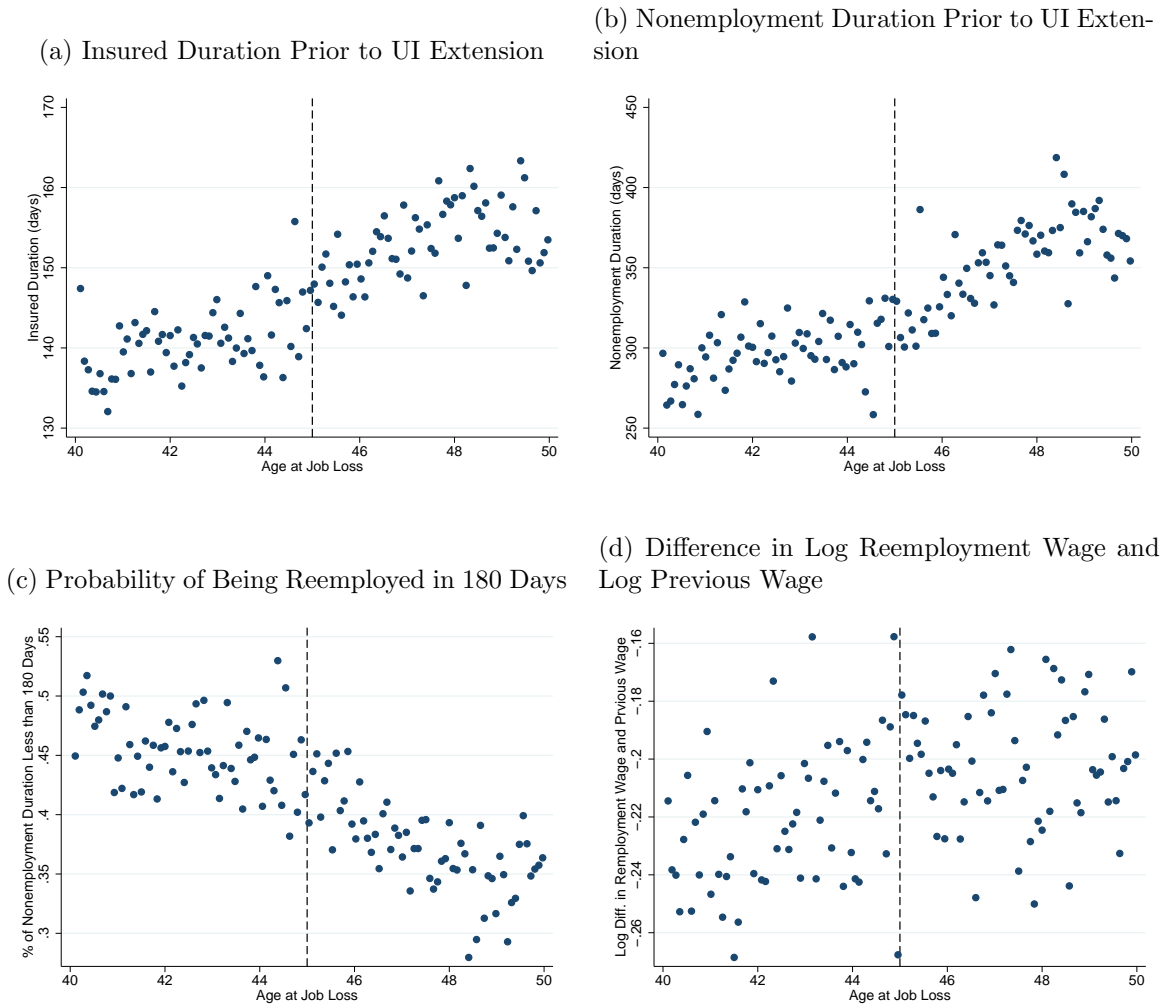 (a) Insured Duration Prior to UI Extension
(b) Nonemployment Duration Prior to UI Exten-
sion
Insured Duration (days)
170
160
150
140
130
40 42 44 46 48 50
Age at Job Loss
Nonemployment Duration (days)
450
400
350
300
250
40 42 44 46 48 50
Age at Job Loss
(c) Probability of Being Reemployed in 180 Days
(d) Difference in Log Reemployment Wage and
Log Previous Wage
% of Nonemployment Duration Less than 180 Days
.55
.5
.45
.4
.35
.3
40 42 44 46 48 50
Age at Job Loss
Log Diff. in Remployment Wage and Prvious Wage
-.16
-.18
-.2
-.22
-.24
-.26
40 42 44 46 48 50
Age at Job Loss